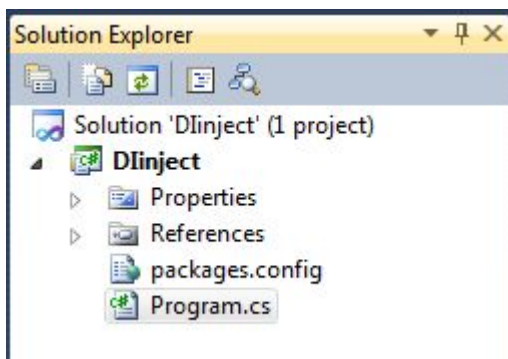 Solution Explorer
Solution 'DIinject' (1 project)
DIinject
Properties
References
packages.config
Program.cs